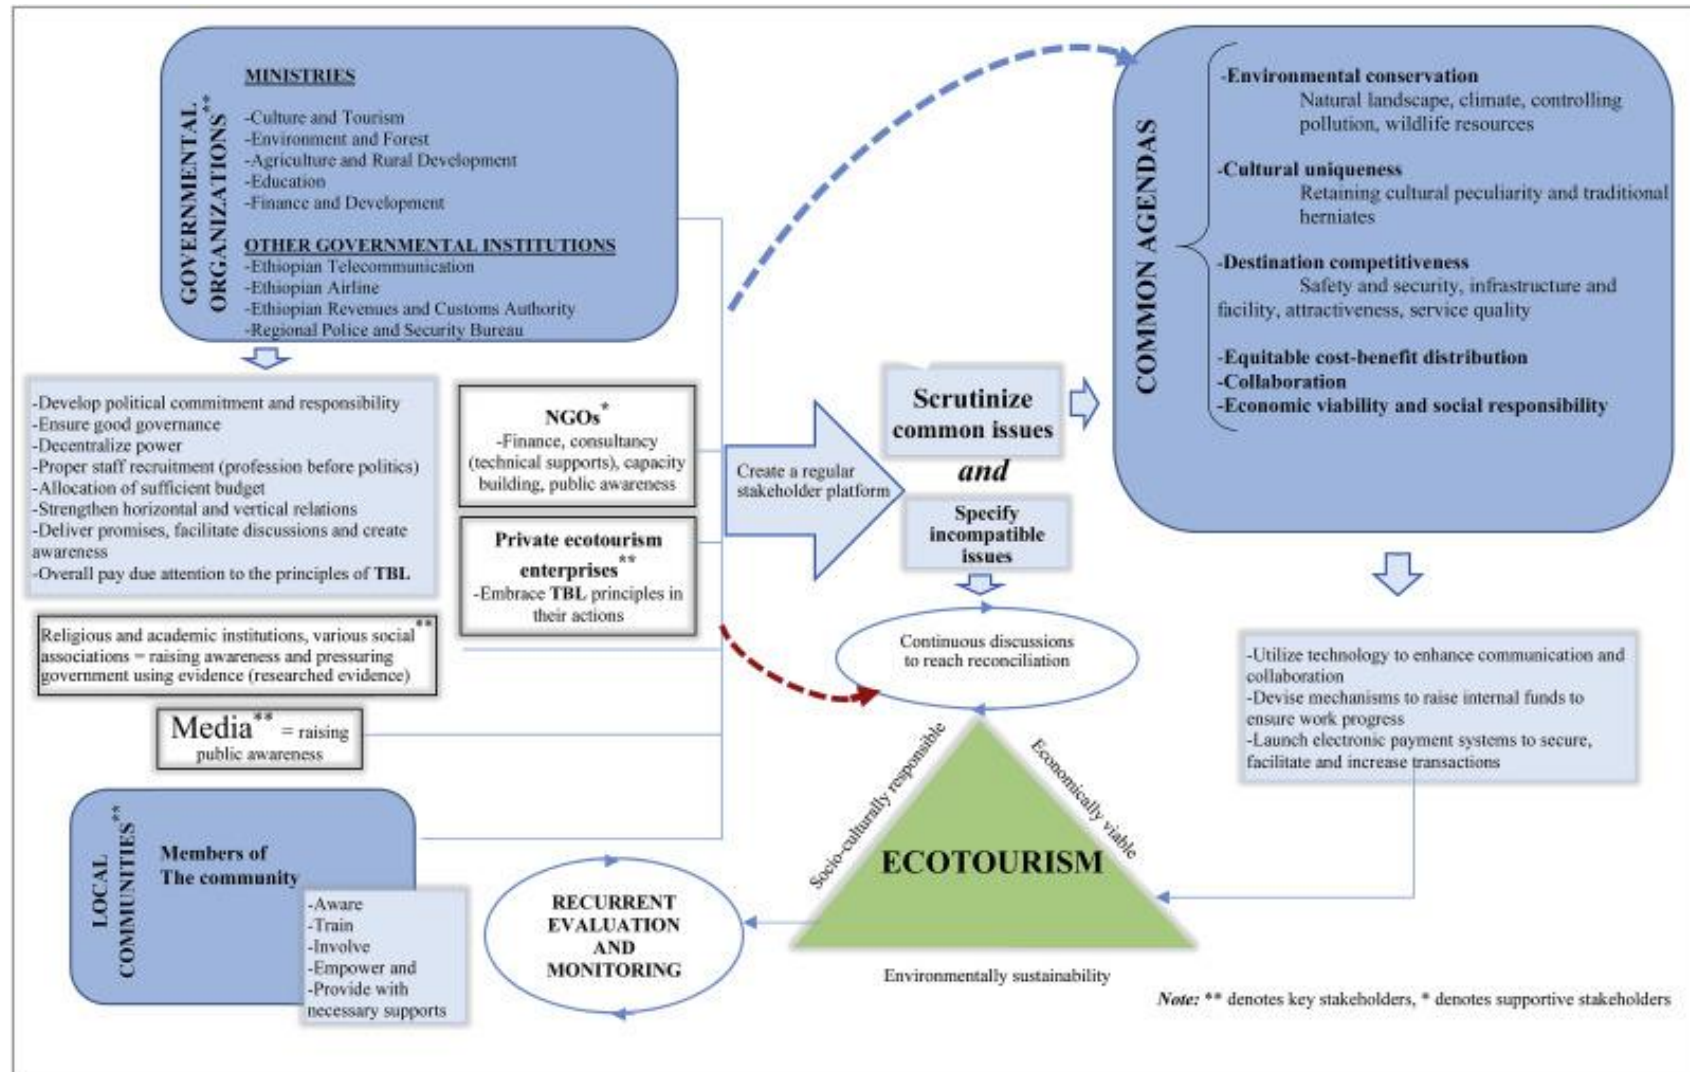 GOVERNMENTAL
ORGANIZATIONS**
MINISTRIES
-Culture and Tourism
-Environment and Forest
-Agriculture and Rural Development
-Education
-Finance and Development
OTHER GOVERNMENTAL INSTITUTIONS
-Ethiopian Telecommunication
-Ethiopian Airline
-Ethiopian Revenues and Customs Authority
-Regional Police and Security Bureau
-Develop political commitment and responsibility
-Ensure good governance
-Decentralize power
-Proper staff recruitment (profession before politics)
-Allocation of sufficient budget
-Strengthen horizontal and vertical relations
-Deliver promises, facilitate discussions and create
awareness
-Overall pay due attention to the principles of TBL
NGOs*
-Finance, consultancy
(technical supports), capacity
building, public awareness
Private ecotourism
enterprises**
-Embrace TBL principles in
their actions
Religious and academic institutions, various social**
associations = raising awareness and pressuring
government using evidence (researched evidence)
Media** = raising
public awareness
LOCAL
COMMUNITIES**
Members of
The community
-Aware
-Train
-Involve
-Empower and
-Provide with
necessary supports
Create a regular
stakeholder platform
Scrutinize
common issues
and
Specify
incompatible
issues
Continuous discussions
to reach reconciliation
COMMON AGENDAS
-Environmental conservation
Natural landscape, climate, controlling
pollution, wildlife resources
-Cultural uniqueness
Retaining cultural peculiarity and traditional
herniates
-Destination competitiveness
Safety and security, infrastructure and
facility, attractiveness, service quality
-Equitable cost-benefit distribution
-Collaboration
-Economic viability and social responsibility
-Utilize technology to enhance communication and
collaboration
-Devise mechanisms to raise internal funds to
ensure work progress
-Launch electronic payment systems to secure,
facilitate and increase transactions
Socio-culturally responsible
Economically viable
ECOTOURISM
Environmentally sustainability
RECURRENT
EVALUATION
AND
MONITORING
Note: ** denotes key stakeholders, * denotes supportive stakeholders